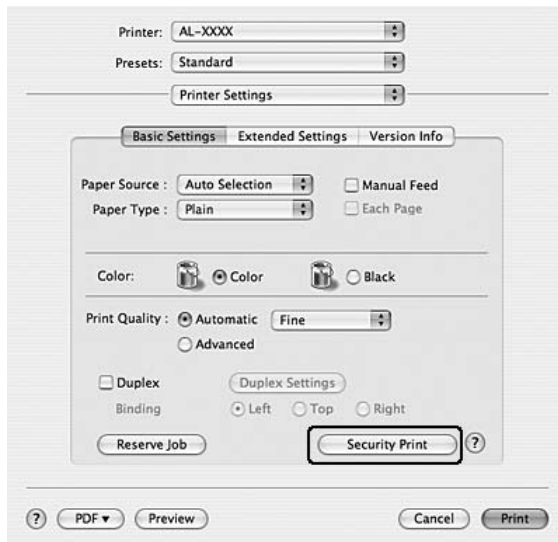 Printer: AL-XXXX
Presets: Standard
Printer Settings
Basic Settings Extended Settings Version Info
Paper Source : Auto Selection Manual Feed
Paper Type : Plain Each Page
Color: Color Black
Print Quality : Automatic Fine
Advanced
Duplex Duplex Settings
Binding Left Top Right
Reserve Job Security Print ?
? PDF ▾ Preview Cancel Print